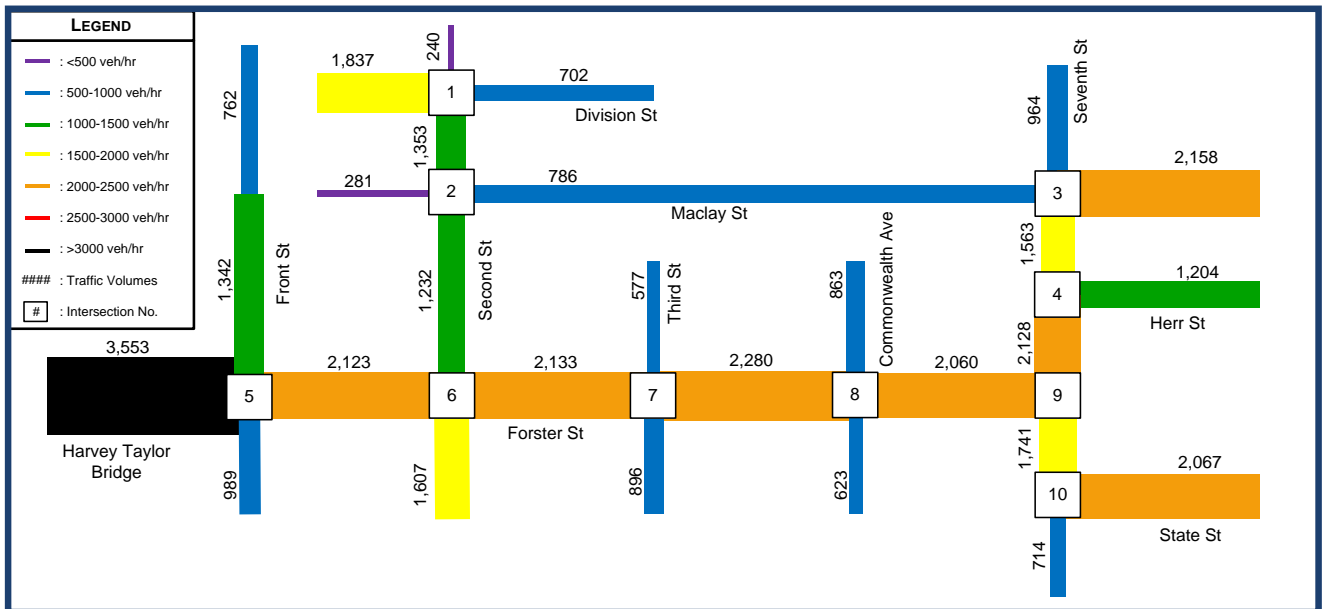 LEGEND
: <500 veh/hr
: 500-1000 veh/hr
: 1000-1500 veh/hr
: 1500-2000 veh/hr
: 2000-2500 veh/hr
: 2500-3000 veh/hr
: >3000 veh/hr
#### : Traffic Volumes
# : Intersection No.
240
1,837
1
702
Division St
1,353
281
2
786
Maclay St
964
Seventh St
3
2,158
1,563
4
1,204
Herr St
762
1,342
Front St
1,232
Second St
577
Third St
863
Commonwealth Ave
2,128
3,553
Harvey Taylor
Bridge
5
2,123
6
2,133
7
2,280
8
2,060
9
Forster St
989
1,607
896
623
1,741
10
2,067
State St
714